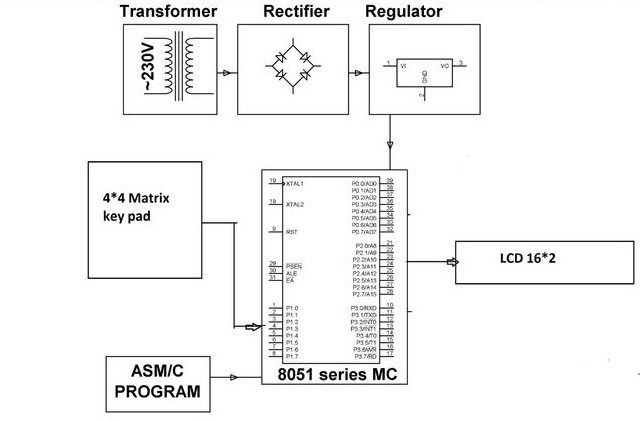 Transformer
Rectifier
Regulator
~230V
1
VI
VO
3
GND
2
4*4 Matrix
key pad
19
XTAL1
18
XTAL2
9
RST
29
PSEN
30
ALE
31
EA
1
P1.0
2
P1.1
3
P1.2
4
P1.3
5
P1.4
6
P1.5
7
P1.6
8
P1.7
P0.0/AD0
39
P0.1/AD1
38
P0.2/AD2
37
P0.3/AD3
36
P0.4/AD4
35
P0.5/AD5
34
P0.6/AD6
33
P0.7/AD7
32
P2.0/A8
21
P2.1/A9
22
P2.2/A10
23
P2.3/A11
24
P2.4/A12
25
P2.5/A13
26
P2.6/A14
27
P2.7/A15
28
P3.0/RXD
10
P3.1/TXD
11
P3.2/INT0
12
P3.3/INT1
13
P3.4/T0
14
P3.5/T1
15
P3.6/WR
16
P3.7/RD
17
8051 series MC
LCD 16*2
ASM/C
PROGRAM